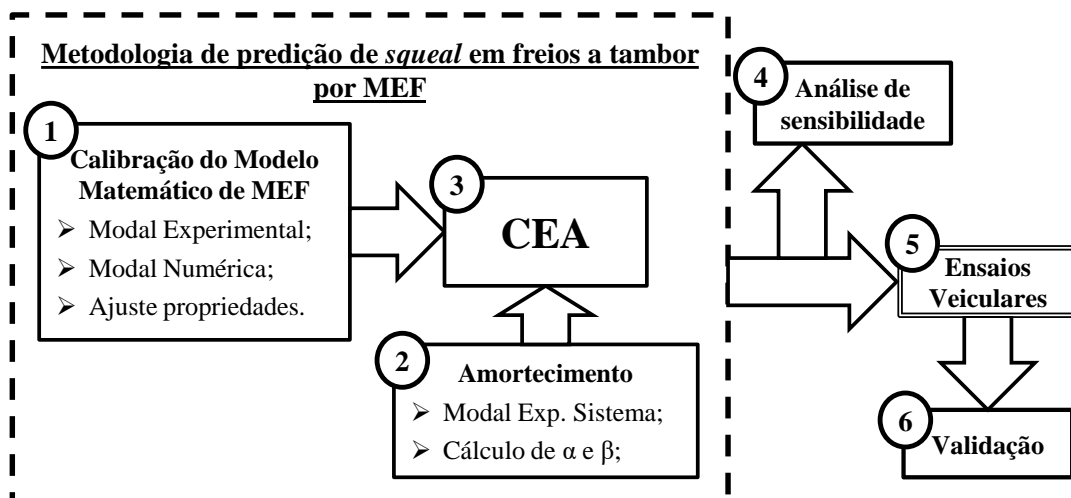 Metodologia de predição de squeal em freios a tambor
por MEF
1
Calibração do Modelo
Matemático de MEF
➢ Modal Experimental;
➢ Modal Numérica;
➢ Ajuste propriedades.
2
Amortecimento
➢ Modal Exp. Sistema;
➢ Cálculo de α e β;
3
CEA
4
Análise de
sensibilidade
5
Ensaios
Veiculares
6
Validação